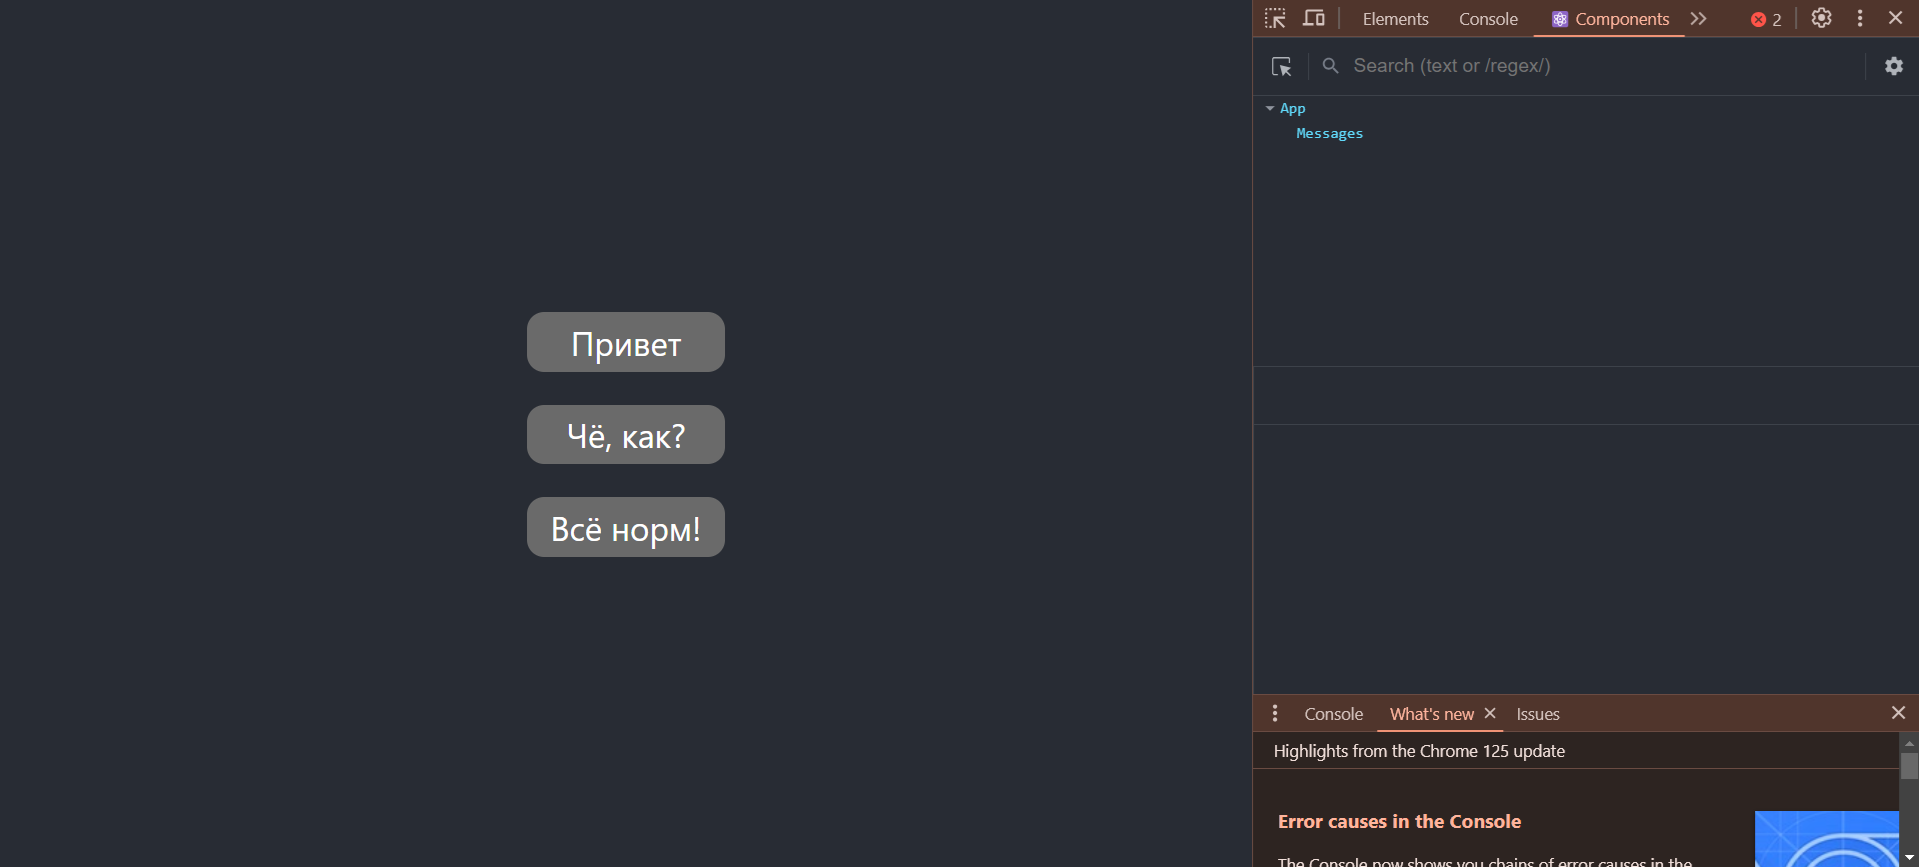 Привет
Чё, как?
Всё норм!
Elements Console Components 2
Search (text or /regex/)
App
Messages
Console What's new Issues
Highlights from the Chrome 125 update
Error causes in the Console
The Console now shows you chains of error causes in the